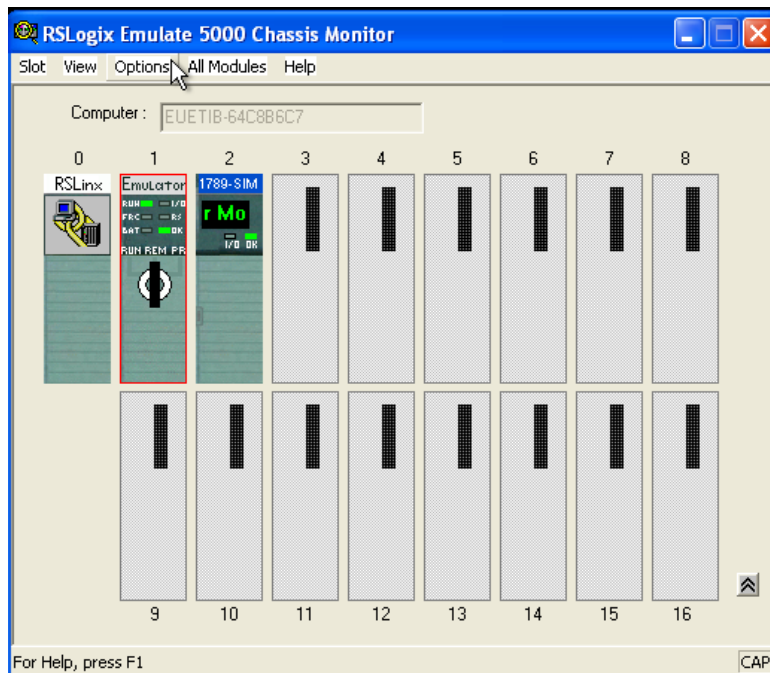 RSLogix Emulate 5000 Chassis Monitor
Slot View Options All Modules Help
Computer : EUETIB-64C8B6C7
0 1 2 3 4 5 6 7 8
RSLinx Emulator 1789-SIM
RUN I/O
FRC RS
BAT OK
r Mo
I/O OK
RUN REM PR
9 10 11 12 13 14 15 16
For Help, press F1 CAP